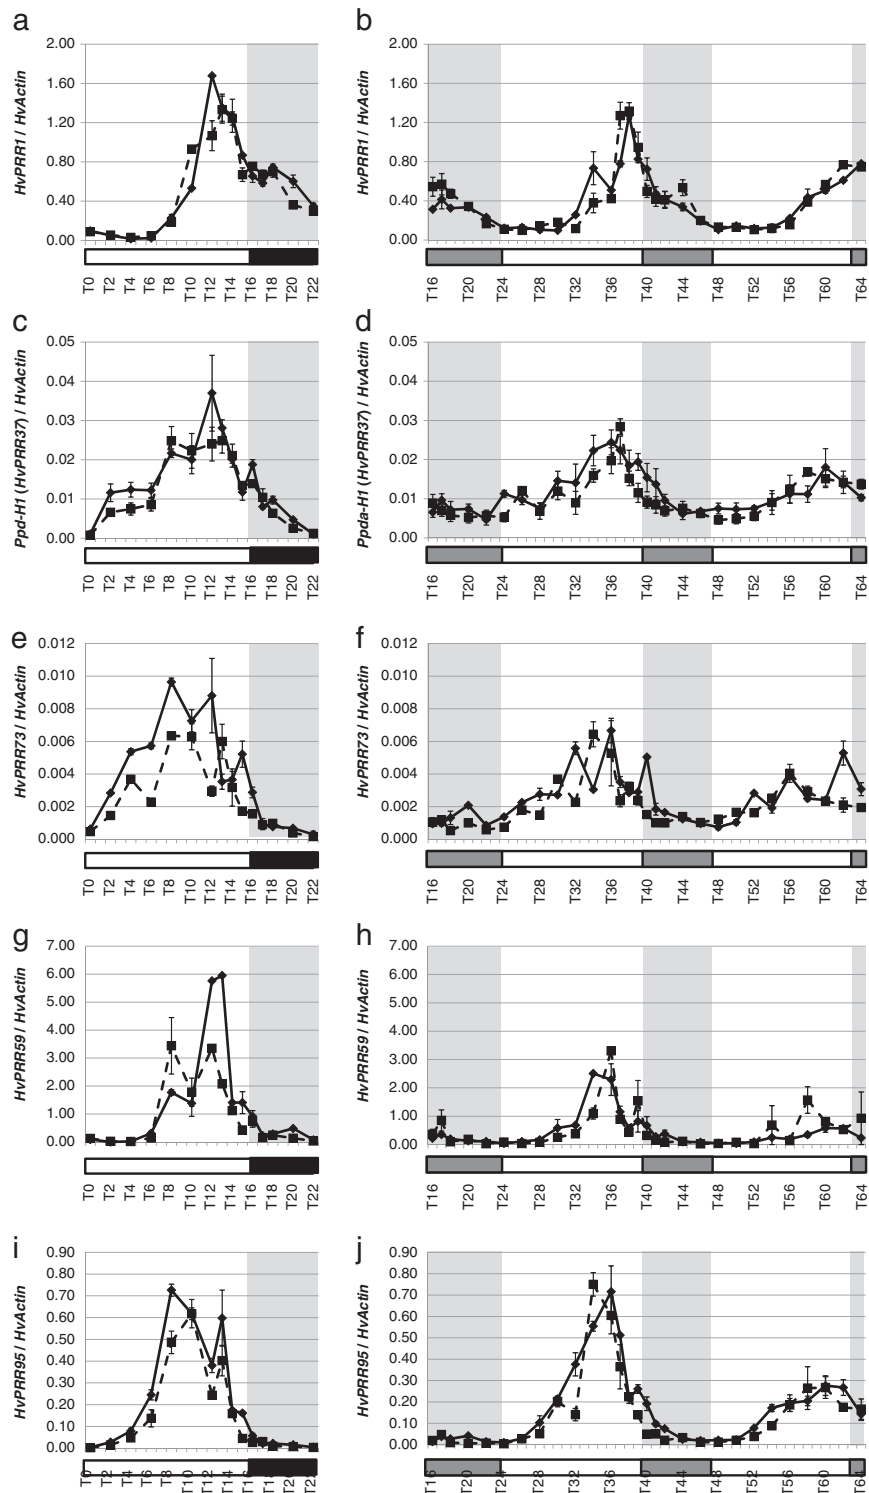 a
HvPRR1 / HvActin
2.00
1.60
1.20
0.80
0.40
0.00
T0
T2
T4
T6
T8
T10
T12
T14
T16
T18
T20
T22
b
HvPRR1 / HvActin
2.00
1.60
1.20
0.80
0.40
0.00
T16
T20
T24
T28
T32
T36
T40
T44
T48
T52
T56
T60
T64
c
Ppd-H1 (HvPRR37) / HvActin
0.05
0.04
0.03
0.02
0.01
0.00
T0
T2
T4
T6
T8
T10
T12
T14
T16
T18
T20
T22
d
Ppda-H1 (HvPRR37) / HvActin
0.05
0.04
0.03
0.02
0.01
0.00
T16
T20
T24
T28
T32
T36
T40
T44
T48
T52
T56
T60
T64
e
HvPRR73 / HvActin
0.012
0.010
0.008
0.006
0.004
0.002
0.000
T0
T2
T4
T6
T8
T10
T12
T14
T16
T18
T20
T22
f
HvPRR73 / HvActin
0.012
0.010
0.008
0.006
0.004
0.002
0.000
T16
T20
T24
T28
T32
T36
T40
T44
T48
T52
T56
T60
T64
g
HvPRR59 / HvActin
7.00
6.00
5.00
4.00
3.00
2.00
1.00
0.00
T0
T2
T4
T6
T8
T10
T12
T14
T16
T18
T20
T22
h
HvPRR59 / HvActin
7.00
6.00
5.00
4.00
3.00
2.00
1.00
0.00
T16
T20
T24
T28
T32
T36
T40
T44
T48
T52
T56
T60
T64
i
HvPRR95 / HvActin
0.90
0.80
0.70
0.60
0.50
0.40
0.30
0.20
0.10
0.00
T0
T2
T4
T6
T8
T10
T12
T14
T16
T18
T20
T22
j
HvPRR95 / HvActin
0.90
0.80
0.70
0.60
0.50
0.40
0.30
0.20
0.10
0.00
T16
T20
T24
T28
T32
T36
T40
T44
T48
T52
T56
T60
T64